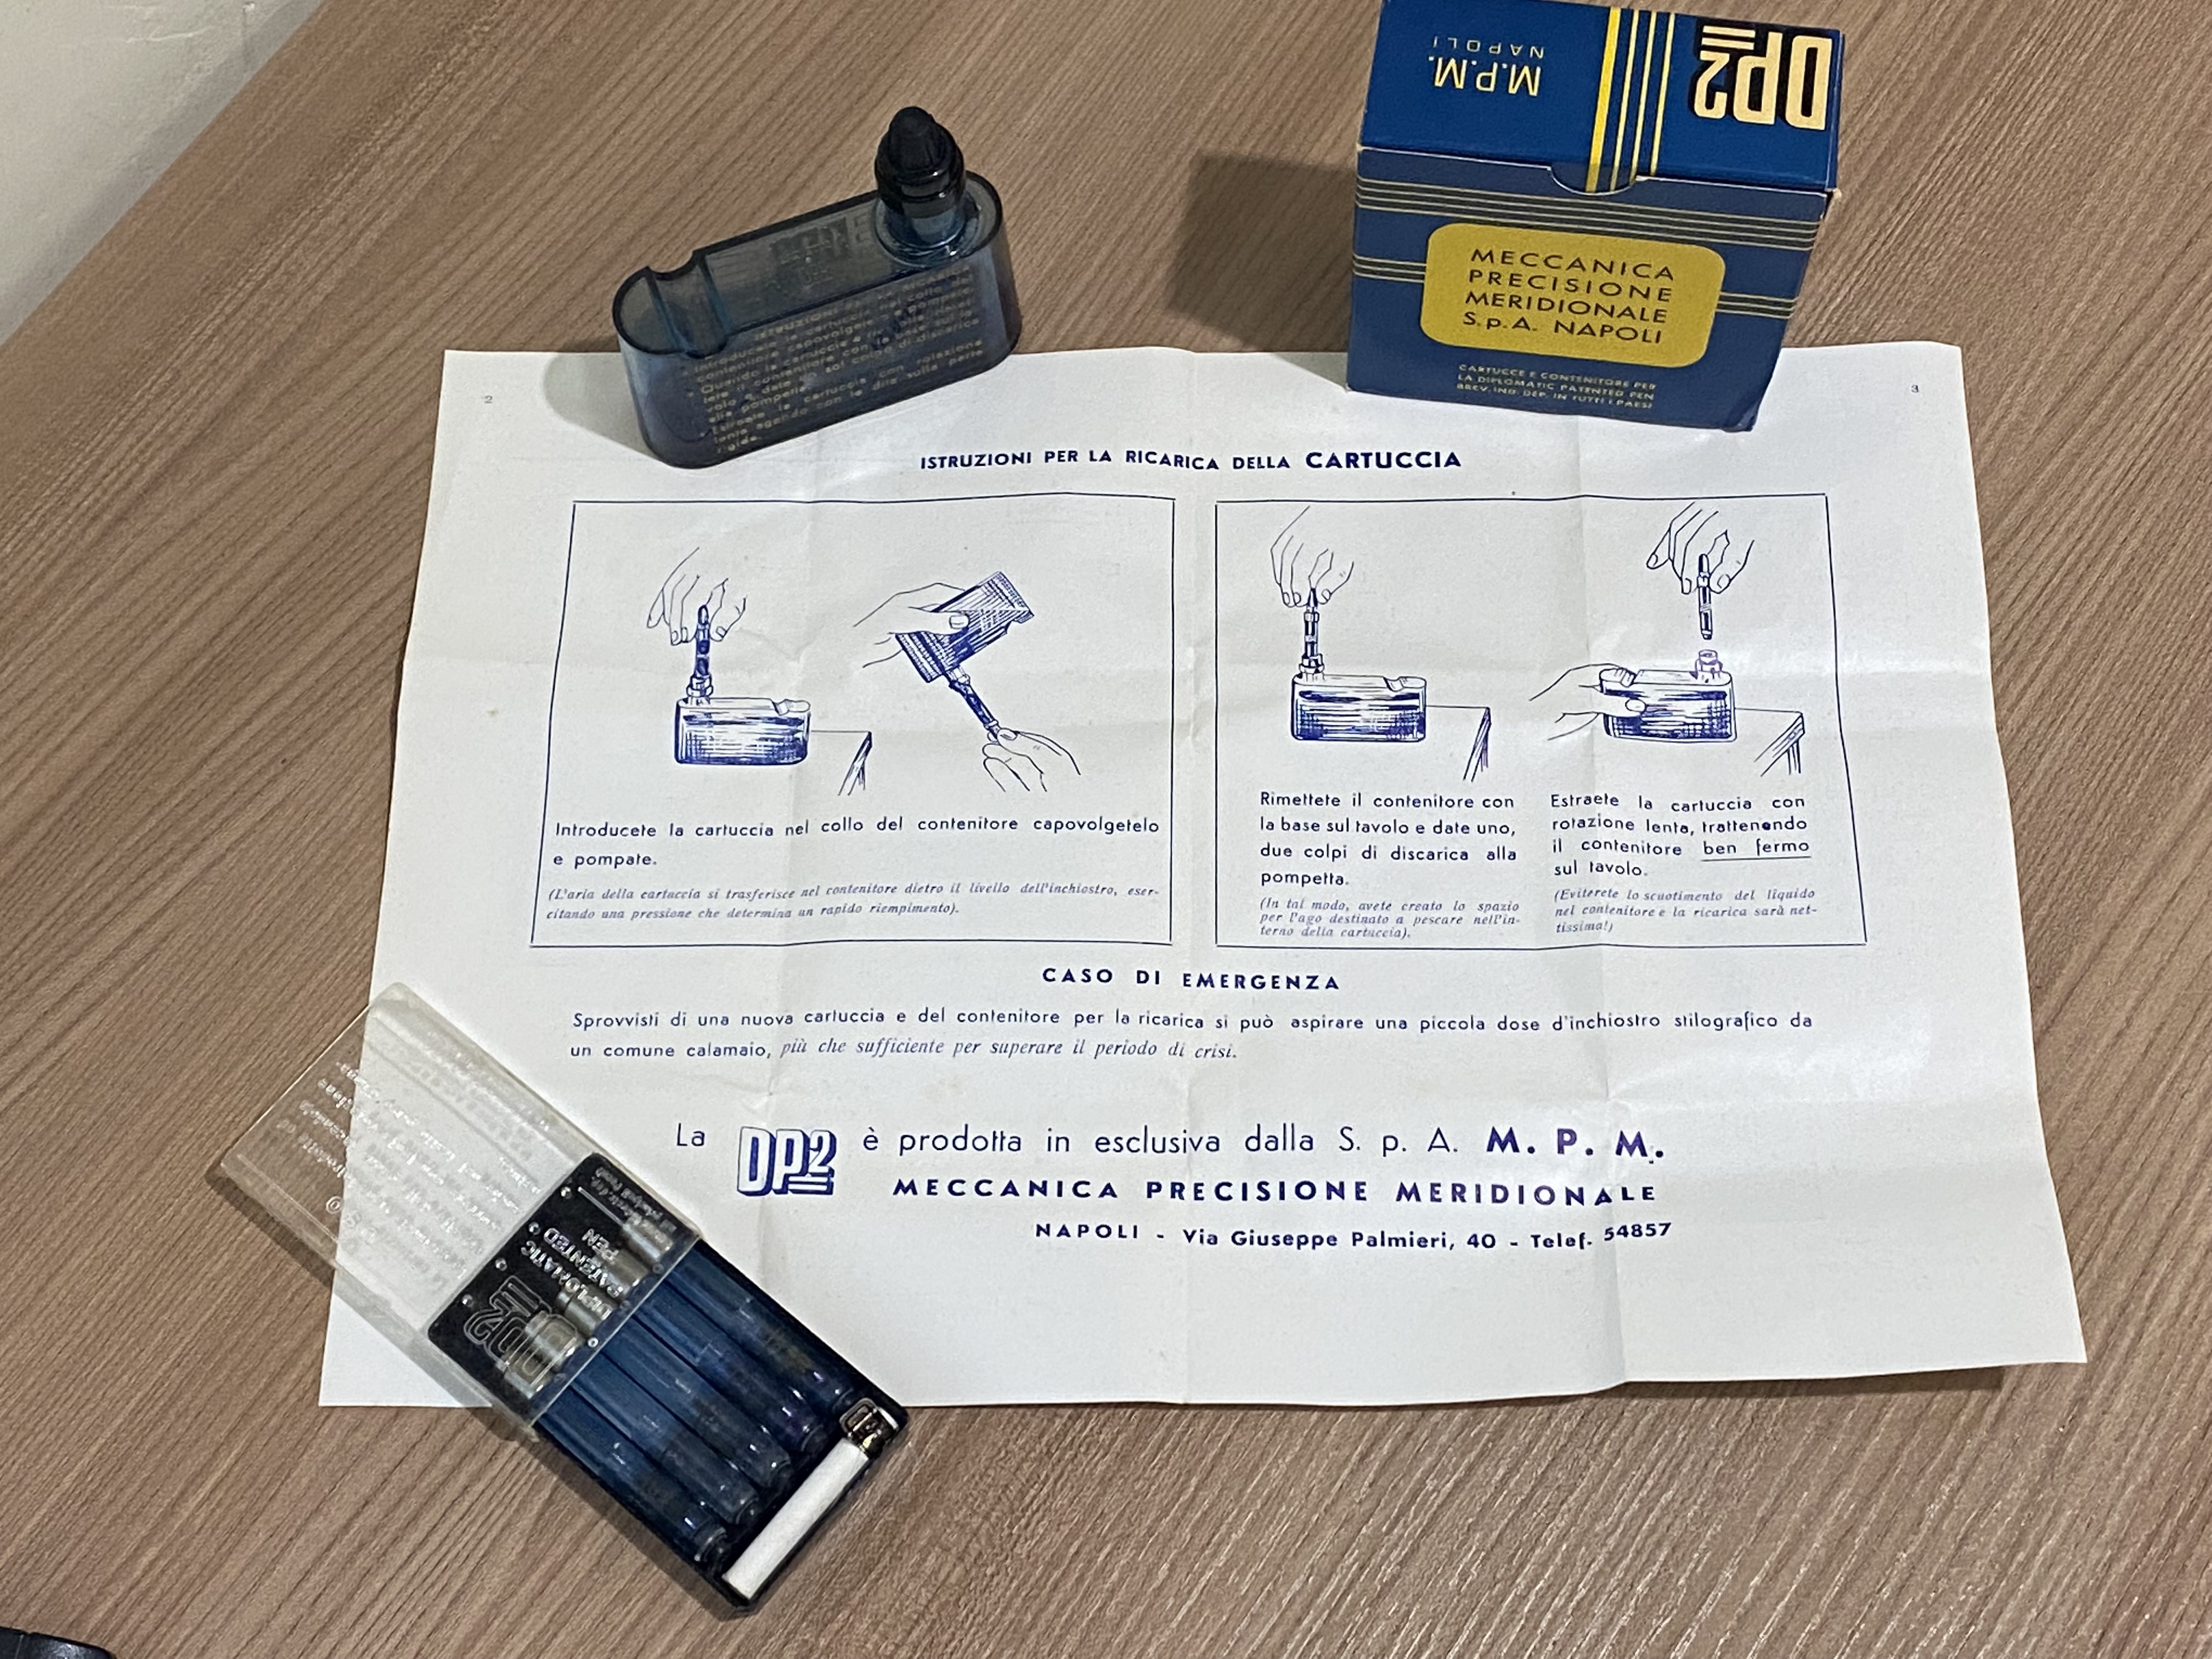 DP2
M.P.M.
NAPOLI
MECCANICA
PRECISIONE
MERIDIONALE
S.p.A. NAPOLI
CARTUCCE E CONTENITORE PER
LA DIPLOMATIC PATENTED PEN
BREV. IND. DEP. IN TUTTI I PAESI
2
3
ISTRUZIONI PER LA RICARICA DELLA CARTUCCIA
Introducete la cartuccia nel collo del contenitore capovolgetelo
e pompate.
(L'aria della cartuccia si trasferisce nel contenitore dietro il livello dell'inchiostro, eser-
citando una pressione che determina un rapido riempimento).
Rimettete il contenitore con
la base sul tavolo e date uno,
due colpi di discarica alla
pompetta.
(In tal modo, avete creato lo spazio
per l'ago destinato a pescare nell'in-
terno della cartuccia).
Estraete la cartuccia con
rotazione lenta, trattenendo
il contenitore ben fermo
sul tavolo.
(Eviterete lo scuotimento del liquido
nel contenitore e la ricarica sarà net-
tissima!)
CASO DI EMERGENZA
Sprovvisti di una nuova cartuccia e del contenitore per la ricarica si può aspirare una piccola dose d'inchiostro stilografico da
un comune calamaio, più che sufficiente per superare il periodo di crisi.
La DP2 è prodotta in esclusiva dalla S. p. A. M. P. M.
MECCANICA PRECISIONE MERIDIONALE
NAPOLI - Via Giuseppe Palmieri, 40 - Telef. 54857
DP2
DIPLOMATIC
PATENTED
PEN